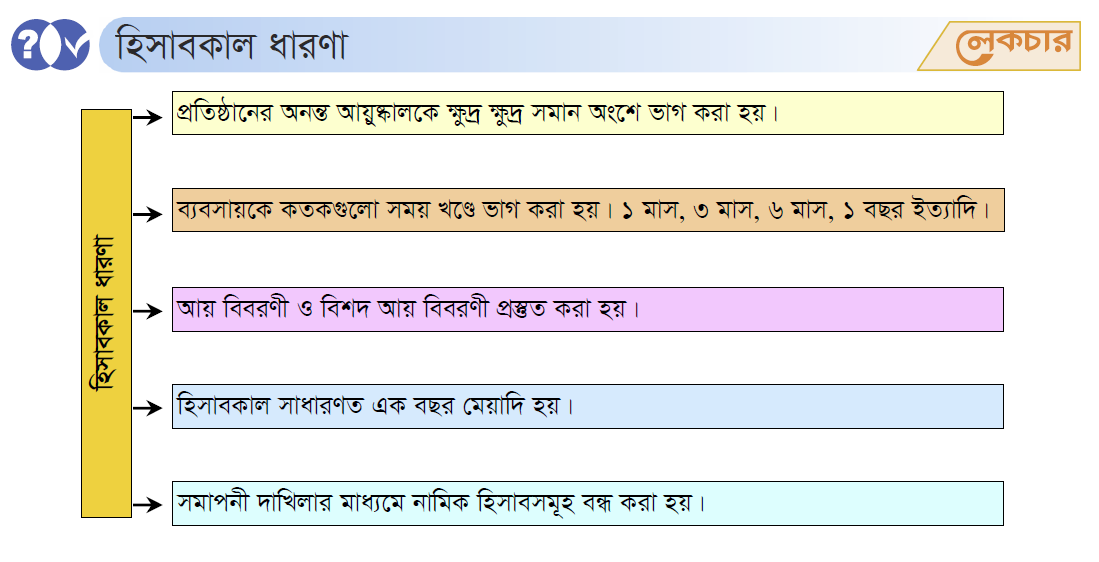 হিসাবকাল ধারণা
লেকচার
হিসাবকাল ধারণা
প্রতিষ্ঠানের অনন্ত আয়ুষ্কালকে ক্ষুদ্র ক্ষুদ্র সমান অংশে ভাগ করা হয়।
ব্যবসায়কে কতকগুলো সময় খণ্ডে ভাগ করা হয়। ১ মাস, ৩ মাস, ৬ মাস, ১ বছর ইত্যাদি।
আয় বিবরণী ও বিশদ আয় বিবরণী প্রস্তুত করা হয়।
হিসাবকাল সাধারণত এক বছর মেয়াদি হয়।
সমাপনী দাখিলার মাধ্যমে নামিক হিসাবসমূহ বন্ধ করা হয়।